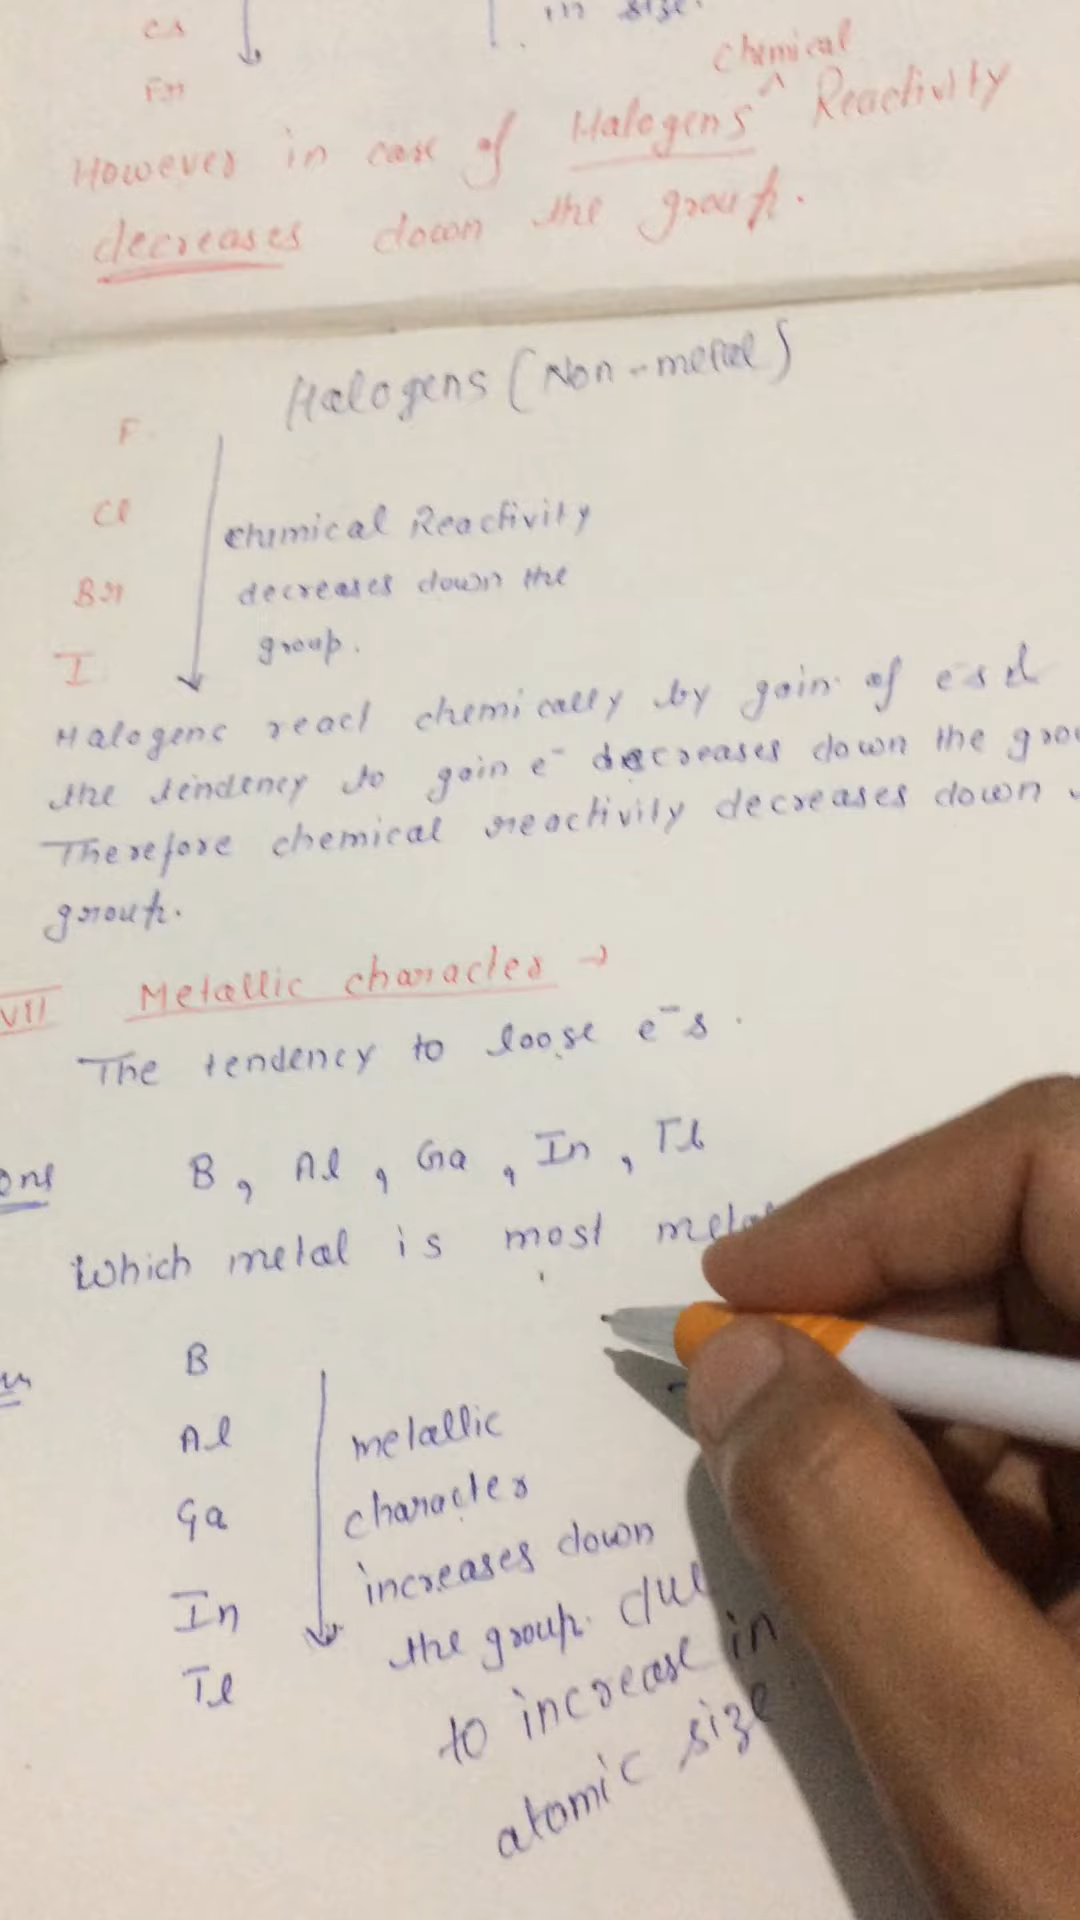 Cs
in size.
Fr
Chemical
However in case of Halogens ^ Reactivity
decreases down the group.
Halogens (Non-metal)
F
Cl
Chemical Reactivity
Br
decreases down the
group.
I
Halogens react chemically by gain of e⁻s &
the tendency to gain e⁻ decreases down the
Therefore chemical reactivity decreases down
group.
VII Metallic character →
The tendency to loose e⁻s.
B, Al, Ga, In, Tl
Which metal is most
B
Al
metallic
Ga
character
increases down
In
the group. due
Tl
to increase in
atomic size.